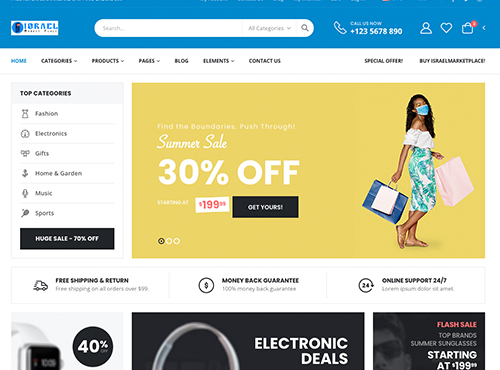 ISRAEL
MARKET PLACE
Search...
All Categories
CALL US NOW
+123 5678 890
0
HOME
CATEGORIES
PRODUCTS
PAGES
BLOG
ELEMENTS
CONTACT US
SPECIAL OFFER!
BUY ISRAELMARKETPLACE!
TOP CATEGORIES
Fashion
Electronics
Gifts
Home & Garden
Music
Sports
HUGE SALE - 70% OFF
Find the Boundaries. Push Through!
Summer Sale
30% OFF
STARTING AT
$199.99
GET YOURS!
FREE SHIPPING & RETURN
Free shipping on all orders over $99.
MONEY BACK GUARANTEE
100% money back guarantee
ONLINE SUPPORT 24/7
Lorem ipsum dolor sit amet.
24
40%
OFF
ELECTRONIC
DEALS
FLASH SALE
TOP BRANDS
SUMMER SUNGLASSES
STARTING
AT $199.99